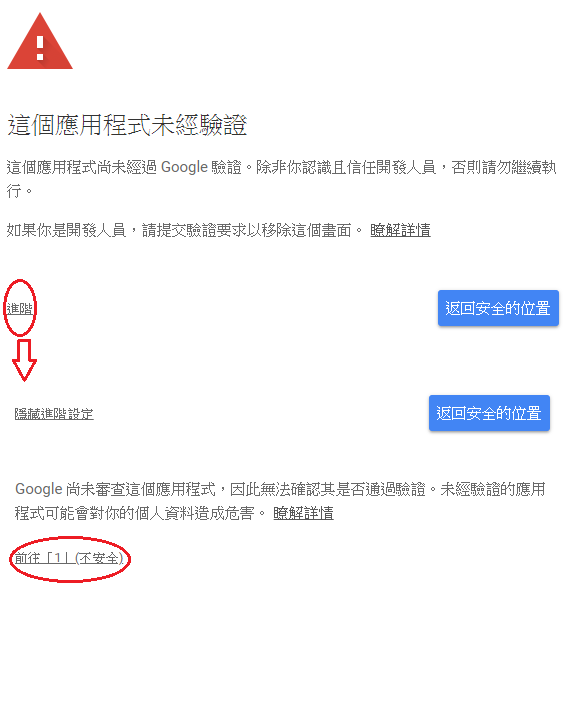 這個應用程式未經驗證
這個應用程式尚未經過 Google 驗證。除非你認識且信任開發人員，否則請勿繼續執
行。
如果你是開發人員，請提交驗證要求以移除這個畫面。 瞭解詳情
進階
返回安全的位置
隱藏進階設定
返回安全的位置
Google 尚未審查這個應用程式，因此無法確認其是否通過驗證。未經驗證的應用
程式可能會對你的個人資料造成危害。 瞭解詳情
前往「1」(不安全)